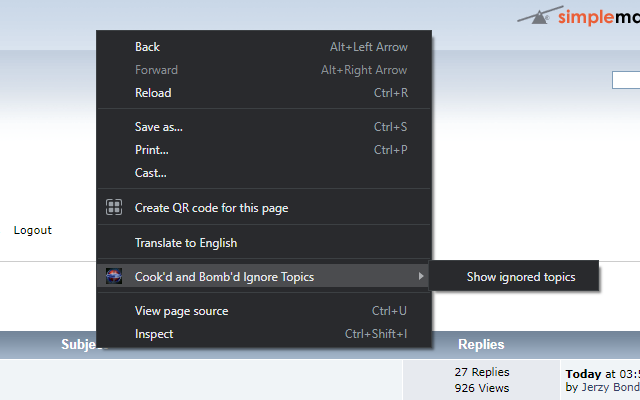 simplema
Back Alt+Left Arrow
Forward Alt+Right Arrow
Reload Ctrl+R
Save as... Ctrl+S
Print... Ctrl+P
Cast...
Create QR code for this page
Logout
Translate to English
Cook'd and Bomb'd Ignore Topics
Show ignored topics
View page source Ctrl+U
Inspect Ctrl+Shift+I
Subje
Replies
27 Replies
926 Views
Today at 03:5
by Jerzy Bond